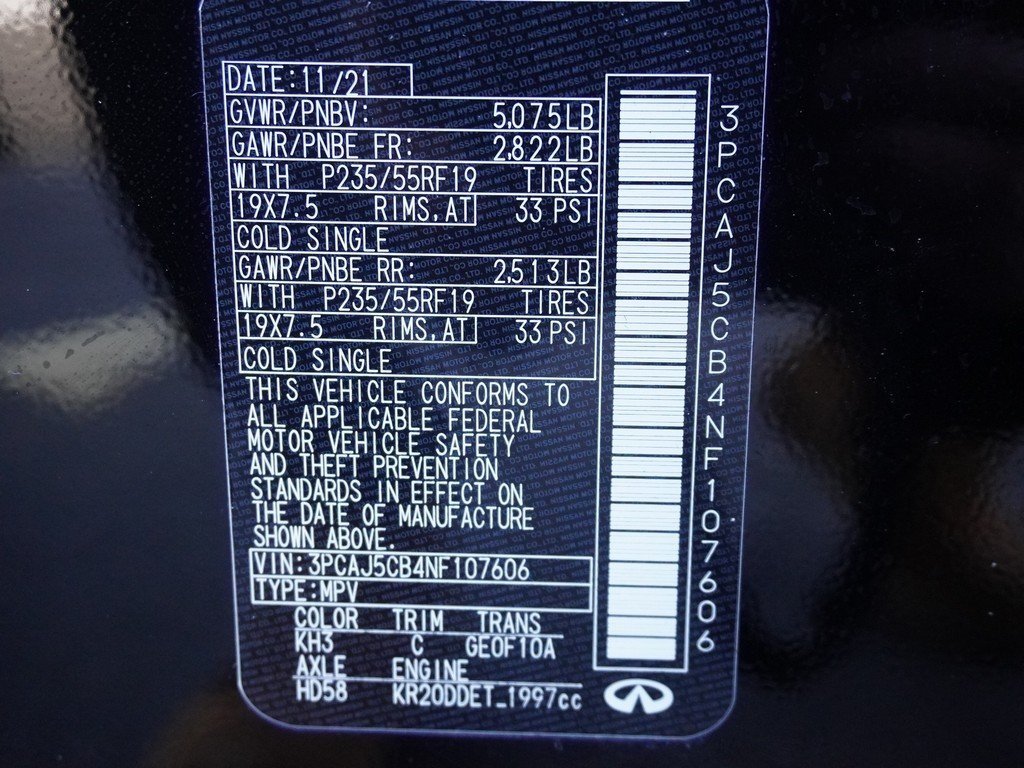 DATE:11/21
GVWR/PNBV: 5,075LB
GAWR/PNBE FR: 2,822LB
WITH P235/55RF19 TIRES
19X7.5 RIMS,AT 33 PSI
COLD SINGLE
GAWR/PNBE RR: 2,513LB
WITH P235/55RF19 TIRES
19X7.5 RIMS,AT 33 PSI
COLD SINGLE
THIS VEHICLE CONFORMS TO
ALL APPLICABLE FEDERAL
MOTOR VEHICLE SAFETY
AND THEFT PREVENTION
STANDARDS IN EFFECT ON
THE DATE OF MANUFACTURE
SHOWN ABOVE.
VIN:3PCAJ5CB4NF107606
TYPE:MPV
COLOR TRIM TRANS
KH3 C GE0F10A
AXLE ENGINE
HD58 KR20DDET_1997cc
3PCAJ5CB4NF107606
NISSAN MOTOR CO., LTD.